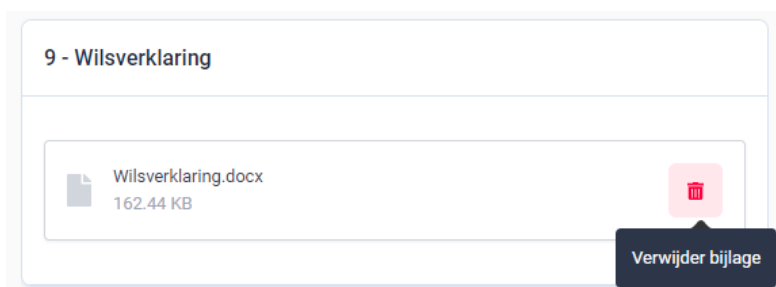 9 - Wilsverklaring
Wilsverklaring.docx
162.44 KB
Verwijder bijlage